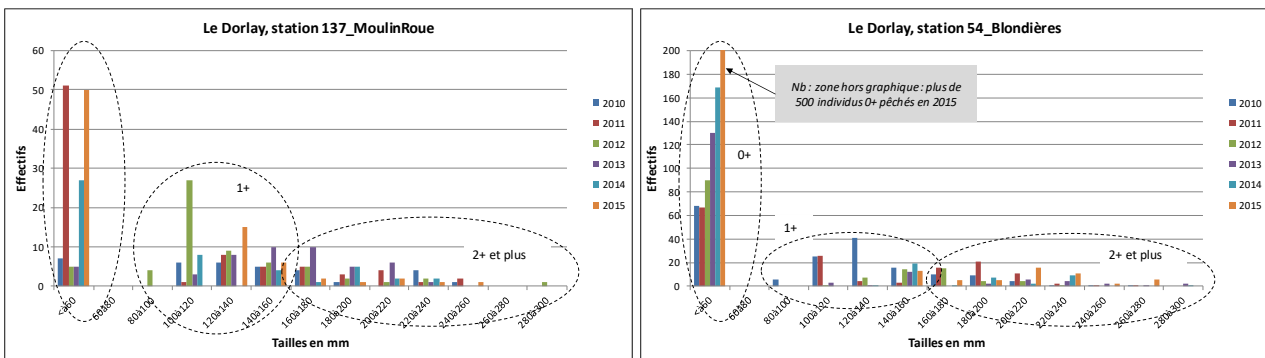 Le Dorlay, station 137_MoulinRoue
60
50
40
30
20
10
0
Effectifs
1+
2+ et plus
<à60
60à80
80à100
100à120
120à140
140à160
160à180
180à200
200à220
220à240
240à260
260à280
280à300
Tailles en mm
2010
2011
2012
2013
2014
2015
Le Dorlay, station 54_Blondières
200
180
160
140
120
100
80
60
40
20
0
Effectifs
Nb : zone hors graphique : plus de
500 individus 0+ pêchés en 2015
0+
1+
2+ et plus
<à60
60à80
80à100
100à120
120à140
140à160
160à180
180à200
200à220
220à240
240à260
260à280
280à300
Tailles en mm
2010
2011
2012
2013
2014
2015